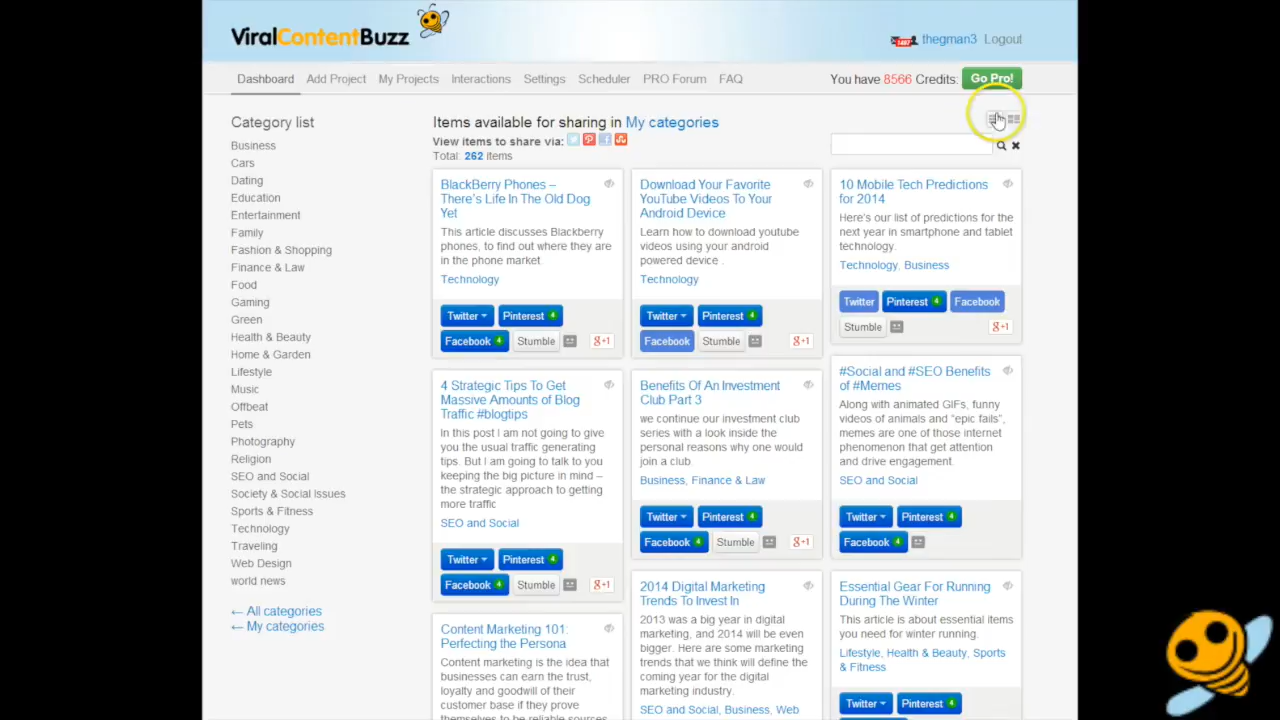 ViralContentBuzz
1487 thegman3 Logout
Dashboard Add Project My Projects Interactions Settings Scheduler PRO Forum FAQ You have 8566 Credits: Go Pro!
Category list
Business
Cars
Dating
Education
Entertainment
Family
Fashion & Shopping
Finance & Law
Food
Gaming
Green
Health & Beauty
Home & Garden
Lifestyle
Music
Offbeat
Pets
Photography
Religion
SEO and Social
Society & Social Issues
Sports & Fitness
Technology
Traveling
Web Design
world news
← All categories
← My categories
Items available for sharing in My categories
View items to share via:
Total: 262 items
BlackBerry Phones –
There's Life In The Old Dog
Yet
This article discusses Blackberry
phones, to find out where they are
in the phone market
Technology
Twitter Pinterest 4
Facebook 4 Stumble g+1
Download Your Favorite
YouTube Videos To Your
Android Device
Learn how to download youtube
videos using your android
powered device .
Technology
Twitter Pinterest 4
Facebook Stumble g+1
10 Mobile Tech Predictions
for 2014
Here's our list of predictions for the
next year in smartphone and tablet
technology.
Technology, Business
Twitter Pinterest 4 Facebook
Stumble g+1
4 Strategic Tips To Get
Massive Amounts of Blog
Traffic #blogtips
In this post I am not going to give
you the usual traffic generating
tips. But I am going to talk to you
keeping the big picture in mind –
the strategic approach to getting
more traffic
SEO and Social
Twitter Pinterest 4
Facebook 4 Stumble g+1
Benefits Of An Investment
Club Part 3
we continue our investment club
series with a look inside the
personal reasons why one would
join a club
Business, Finance & Law
Twitter Pinterest 4
Facebook 4 Stumble g+1
#Social and #SEO Benefits
of #Memes
Along with animated GIFs, funny
videos of animals and "epic fails",
memes are one of those internet
phenomenon that get attention
and drive engagement.
SEO and Social
Twitter Pinterest 4
Facebook 4
Content Marketing 101:
Perfecting the Persona
Content marketing is the idea that
businesses can earn the trust,
loyalty and goodwill of their
customer base if they prove
themselves to be reliable sources
2014 Digital Marketing
Trends To Invest In
2013 was a big year in digital
marketing, and 2014 will be even
bigger. Here are some marketing
trends that we think will define the
coming year for the digital
marketing industry.
SEO and Social, Business, Web
Essential Gear For Running
During The Winter
This article is about essential items
you need for winter running.
Lifestyle, Health & Beauty, Sports
& Fitness
Twitter Pinterest 4